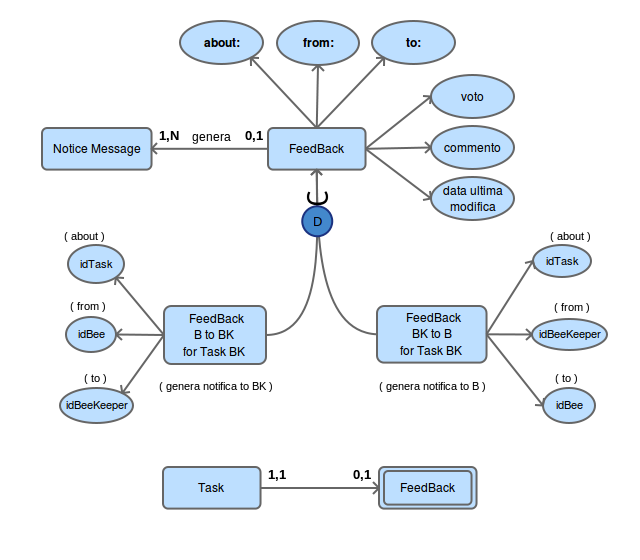 about:
from:
to:
voto
commento
data ultima
modifica
Notice Message
1,N
genera
0,1
FeedBack
D
( about )
idTask
( from )
idBee
( to )
idBeeKeeper
FeedBack
B to BK
for Task BK
( genera notifica to BK )
FeedBack
BK to B
for Task BK
( genera notifica to B )
( about )
idTask
( from )
idBeeKeeper
( to )
idBee
Task
1,1
0,1
FeedBack